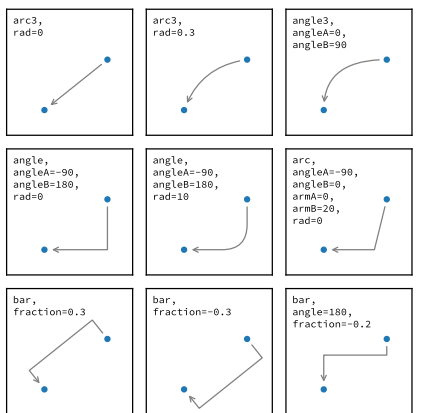 arc3,
rad=0
arc3,
rad=0.3
angle3,
angleA=0,
angleB=90
angle,
angleA=-90,
angleB=180,
rad=0
angle,
angleA=-90,
angleB=180,
rad=10
arc,
angleA=-90,
angleB=0,
armA=0,
armB=20,
rad=0
bar,
fraction=0.3
bar,
fraction=-0.3
bar,
angle=180,
fraction=-0.2